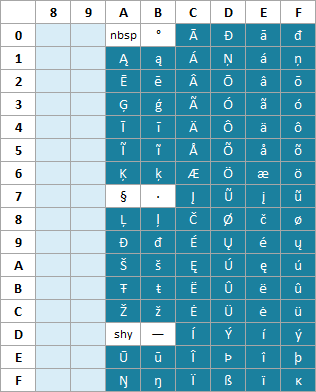 8 9 A B C D E F
0 nbsp ° Ā Đ ā đ
1 Ą ą Á Ņ á ņ
2 Ē ē Â Ō â ō
3 Ģ ģ Ã Ó ã ó
4 Ī ī Ä Ô ä ô
5 Ĩ ĩ Å Õ å õ
6 Ķ ķ Æ Ö æ ö
7 § · Į Ũ į ũ
8 Ļ ļ Č Ø č ø
9 Đ đ É Ų é ų
A Š š Ę Ú ę ú
B Ŧ ŧ Ë Û ë û
C Ž ž Ė Ü ė ü
D shy — Í Ý í ý
E Ū ū Î Þ î þ
F Ŋ ŋ Ï ß ï ĸ